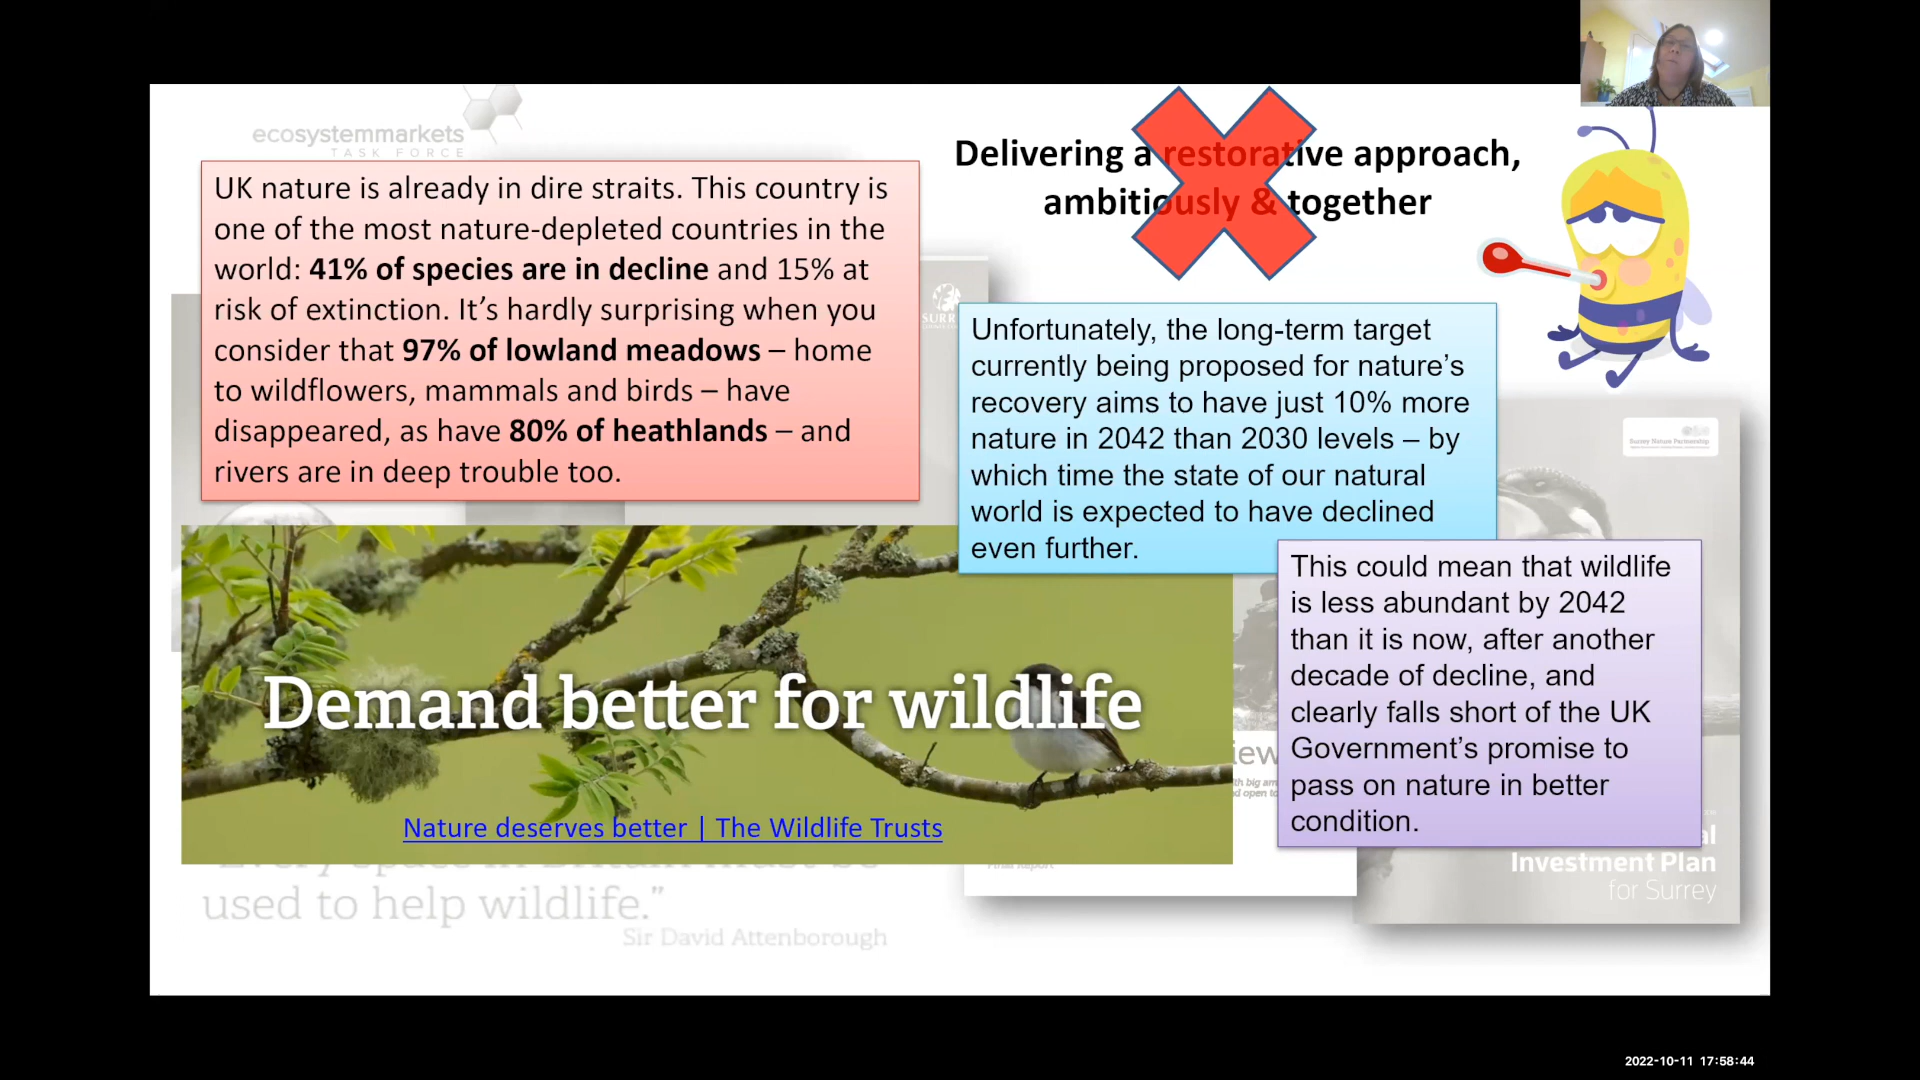 ecosystemmarkets
TASK FORCE
Delivering a restorative approach,
ambitiously & together
UK nature is already in dire straits. This country is
one of the most nature-depleted countries in the
world: 41% of species are in decline and 15% at
risk of extinction. It’s hardly surprising when you
consider that 97% of lowland meadows – home
to wildflowers, mammals and birds – have
disappeared, as have 80% of heathlands – and
rivers are in deep trouble too.
SURR
Unfortunately, the long-term target
currently being proposed for nature’s
recovery aims to have just 10% more
nature in 2042 than 2030 levels – by
which time the state of our natural
world is expected to have declined
even further.
Surrey Nature Partnership
This could mean that wildlife
is less abundant by 2042
than it is now, after another
decade of decline, and
clearly falls short of the UK
Government’s promise to
pass on nature in better
condition.
Demand better for wildlife
Nature deserves better | The Wildlife Trusts
"Every space in Britain must be
used to help wildlife.”
Sir David Attenborough
Final Report
Investment Plan
for Surrey
2022-10-11 17:58:44